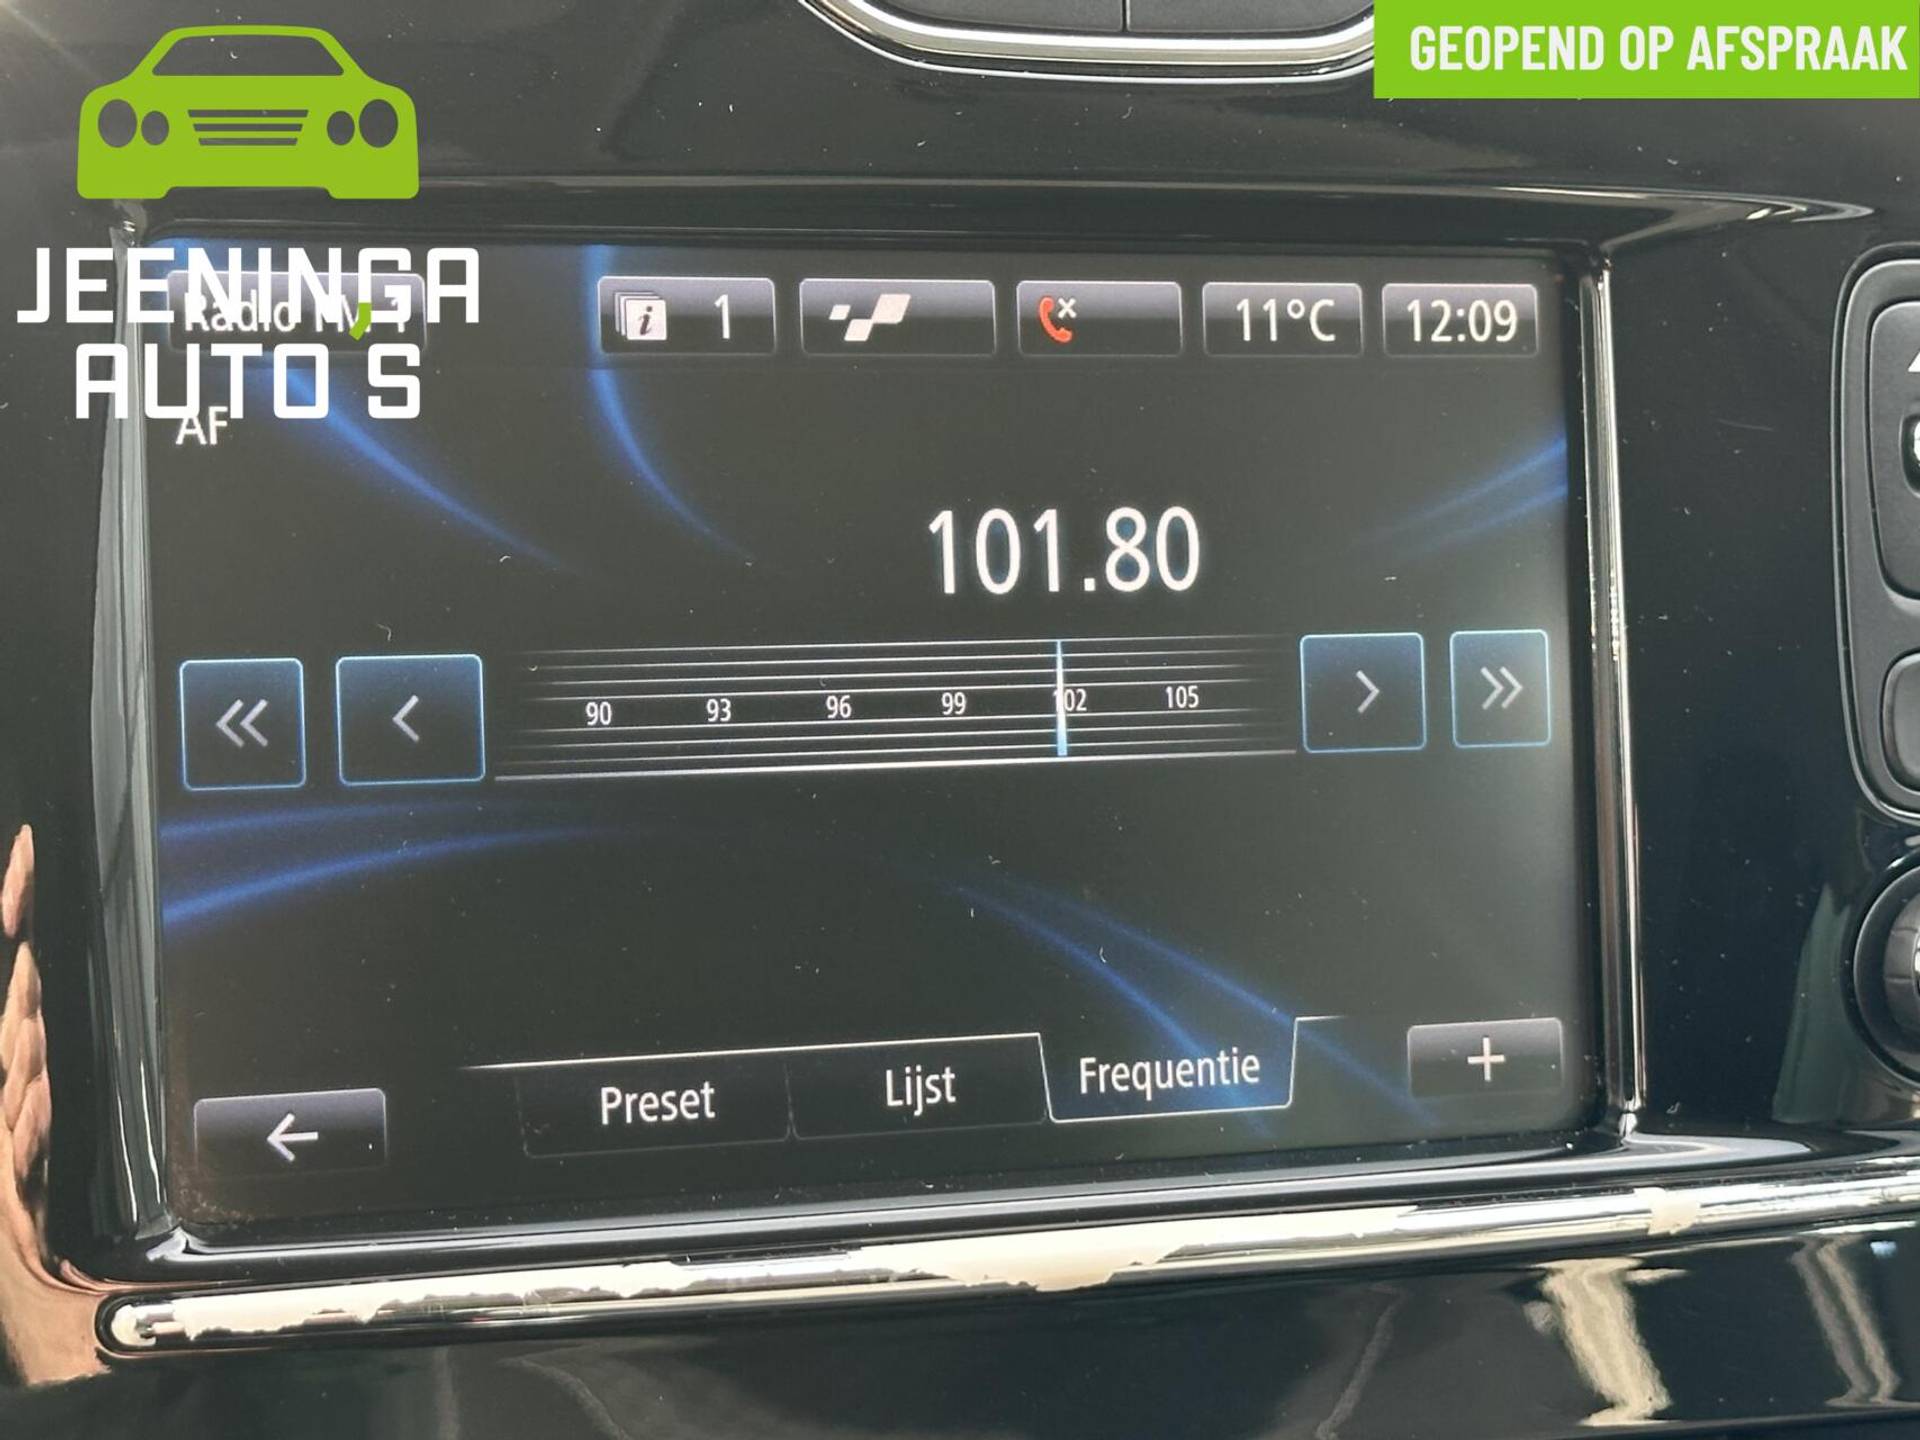 GEOPEND OP AFSPRAAK
JEENINGA
AUTO'S
Radio
1
11°C
12:09
AF
101.80
90 93 96 99 102 105
Preset
Lijst
Frequentie